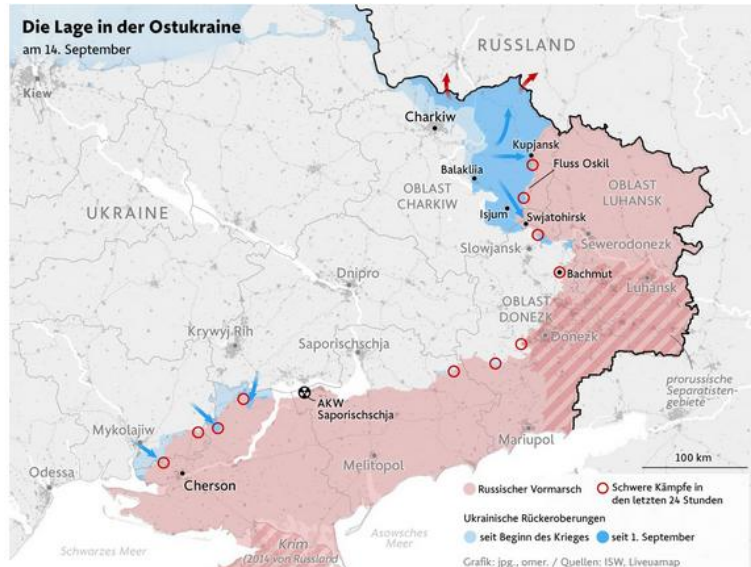 Die Lage in der Ostukraine
am 14. September
RUSSLAND
Kiew
Charkiw
Kupjansk
Fluss Oskil
Balakliia
OBLAST
CHARKIW
OBLAST
LUHANSK
UKRAINE
Isjum
Swjatohirsk
Slowjansk
Sewerodonezk
Bachmut
Dnipro
Luhansk
OBLAST
DONEZK
Krywyj Rih
Donezk
Saporischschja
AKW
Saporischschja
prorussische
Separatisten-
gebiete
Mykolajiw
Mariupol
Odessa
Melitopol
100 km
Cherson
Russischer Vormarsch
Schwere Kämpfe in
den letzten 24 Stunden
Ukrainische Rückeroberungen
seit Beginn des Krieges
seit 1. September
Asowsches
Meer
Schwarzes Meer
Krim
(2014 von Russland
Grafik: jpg., omer. / Quellen: ISW, Liveuamap